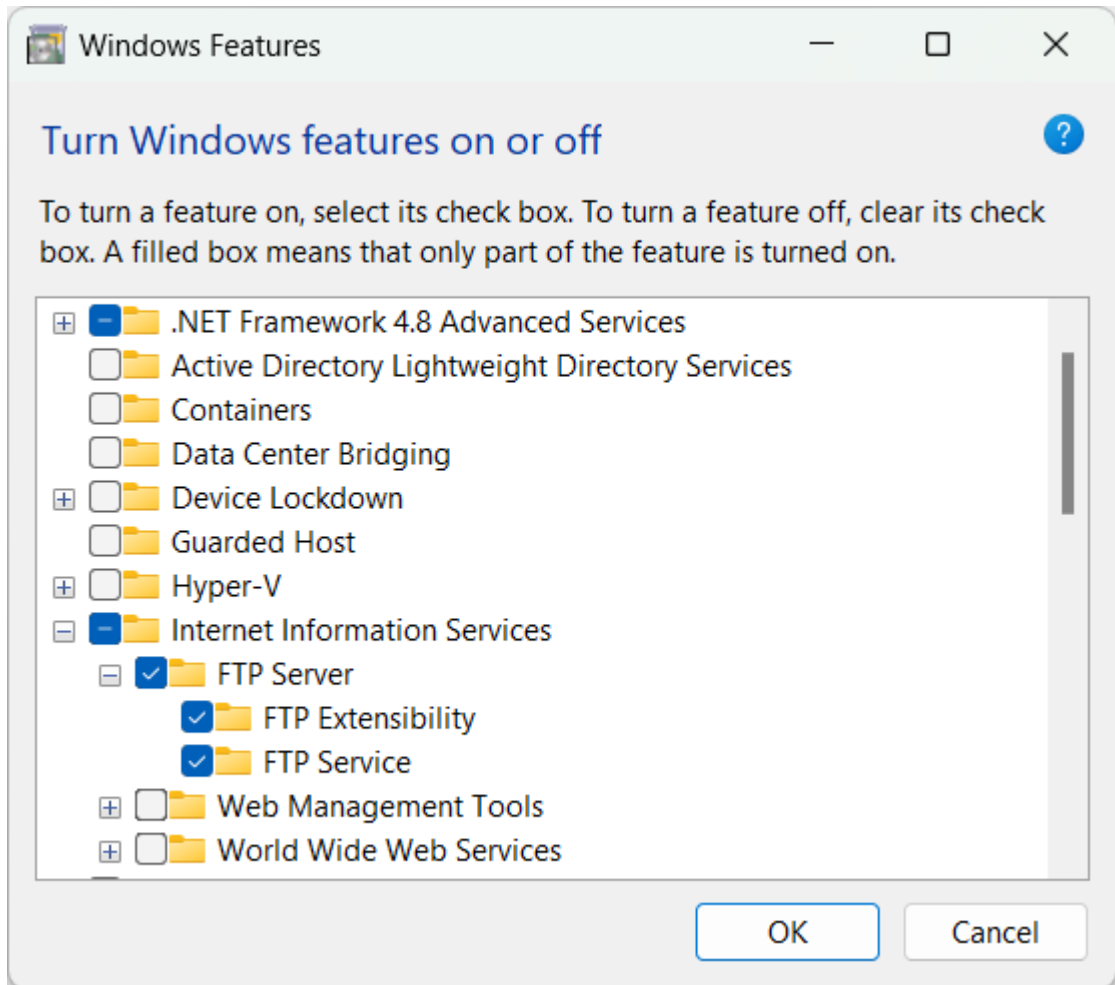 Windows Features
Turn Windows features on or off
?
To turn a feature on, select its check box. To turn a feature off, clear its check
box. A filled box means that only part of the feature is turned on.
.NET Framework 4.8 Advanced Services
Active Directory Lightweight Directory Services
Containers
Data Center Bridging
Device Lockdown
Guarded Host
Hyper-V
Internet Information Services
FTP Server
FTP Extensibility
FTP Service
Web Management Tools
World Wide Web Services
OK Cancel